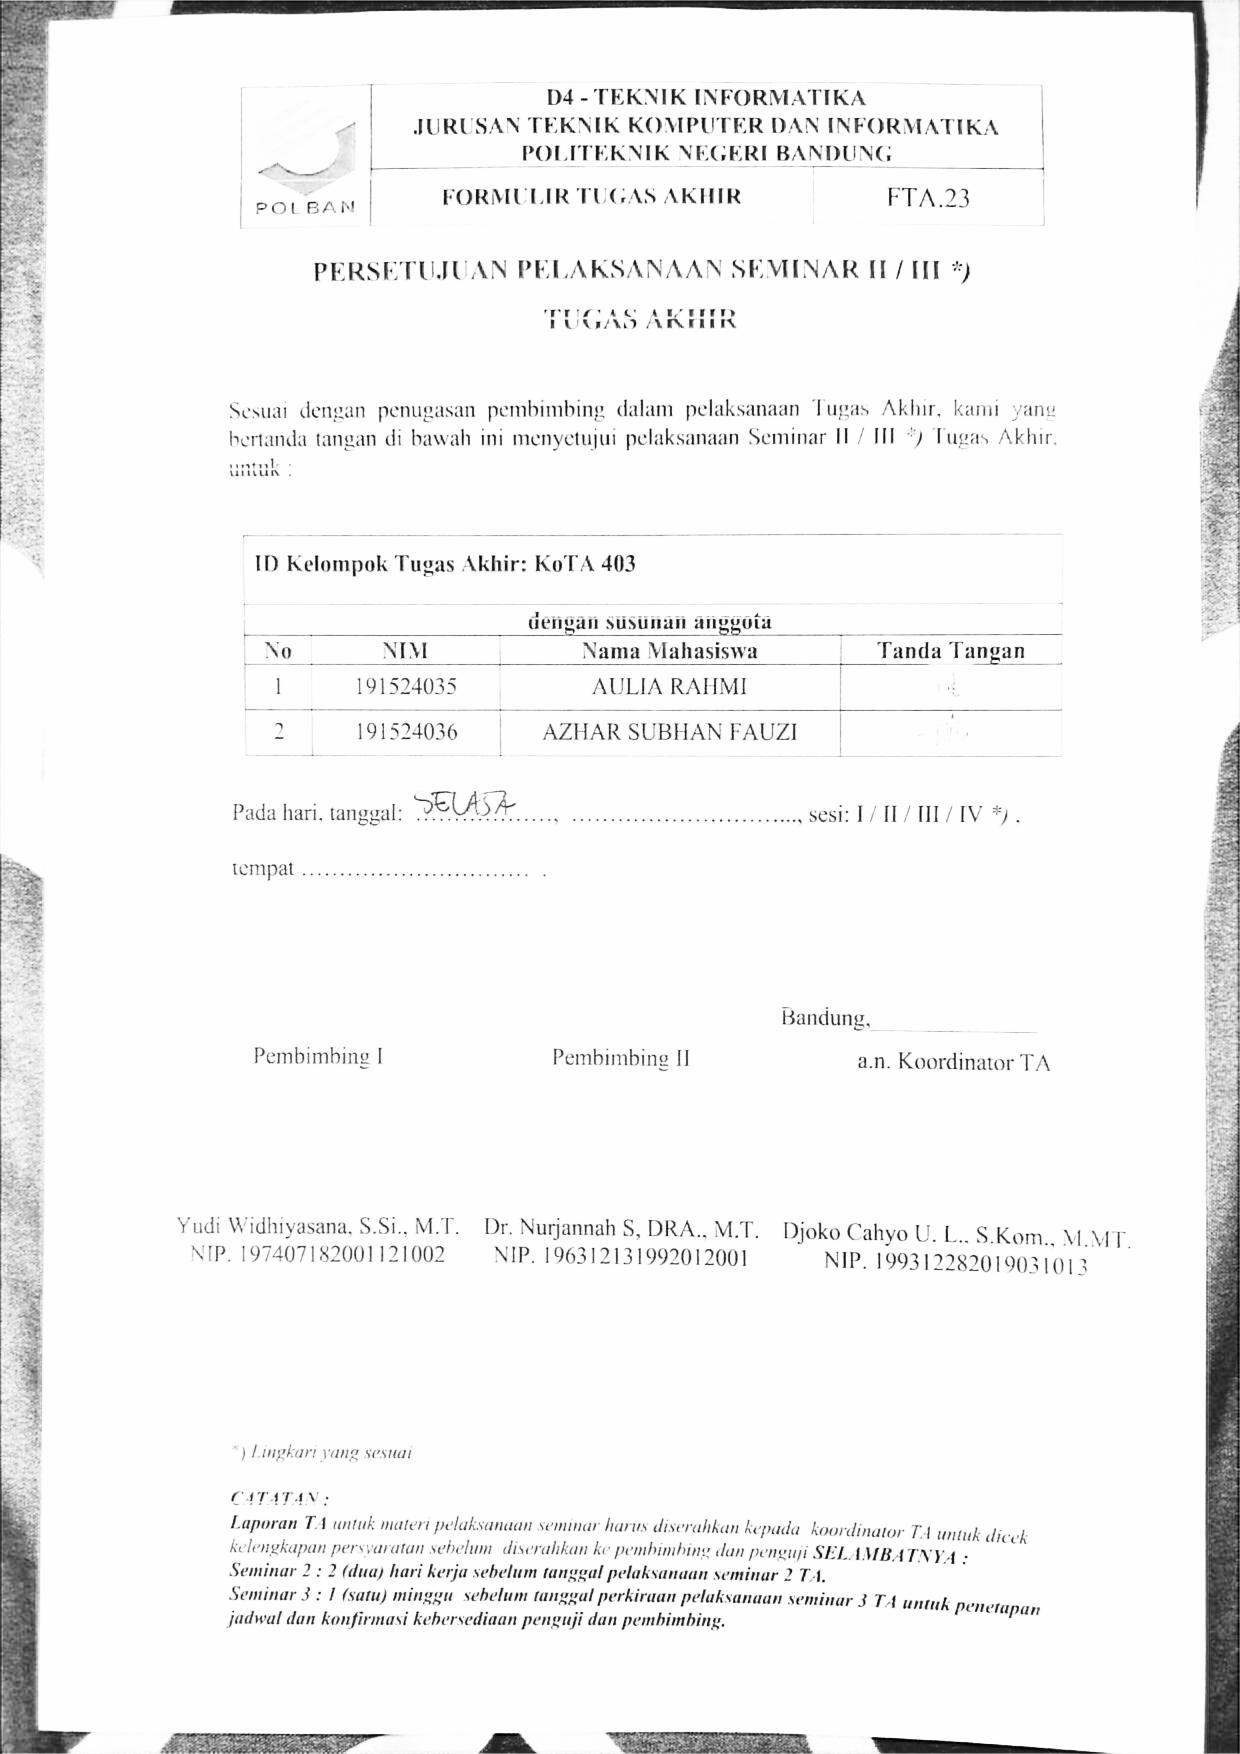 D4 - TEKNIK INFORMATIKA
JURUSAN TEKNIK KOMPUTER DAN INFORMATIKA
POLITEKNIK NEGERI BANDUNG
POLBAN
FORMULIR TUGAS AKHIR
FTA.23
PERSETUJUAN PELAKSANAAN SEMINAR II / III *)
TUGAS AKHIR
Sesuai dengan penugasan pembimbing dalam pelaksanaan Tugas Akhir, kami yang
bertanda tangan di bawah ini menyetujui pelaksanaan Seminar II / III *) Tugas Akhir,
untuk :
ID Kelompok Tugas Akhir: KoTA 403
dengan susunan anggota
No NIM Nama Mahasiswa Tanda Tangan
1 191524035 AULIA RAHMI
2 191524036 AZHAR SUBHAN FAUZI
Pada hari, tanggal: SELASA, ............................., sesi: I / II / III / IV *) .
tempat .............................. .
Bandung,
Pembimbing I Pembimbing II a.n. Koordinator TA
Yudi Widhiyasana, S.Si., M.T. Dr. Nurjannah S, DRA., M.T. Djoko Cahyo U. L., S.Kom., M.MT.
NIP. 197407182001121002 NIP. 196312131992012001 NIP. 199312282019031013
*) Lingkari yang sesuai
CATATAN :
Laporan TA untuk materi pelaksanaan seminar harus diserahkan kepada koordinator TA untuk dicek
kelengkapan persyaratan sebelum diserahkan ke pembimbing dan penguji SELAMBATNYA :
Seminar 2 : 2 (dua) hari kerja sebelum tanggal pelaksanaan seminar 2 TA.
Seminar 3 : 1 (satu) minggu sebelum tanggal perkiraan pelaksanaan seminar 3 TA untuk penetapan
jadwal dan konfirmasi kebersediaan penguji dan pembimbing.